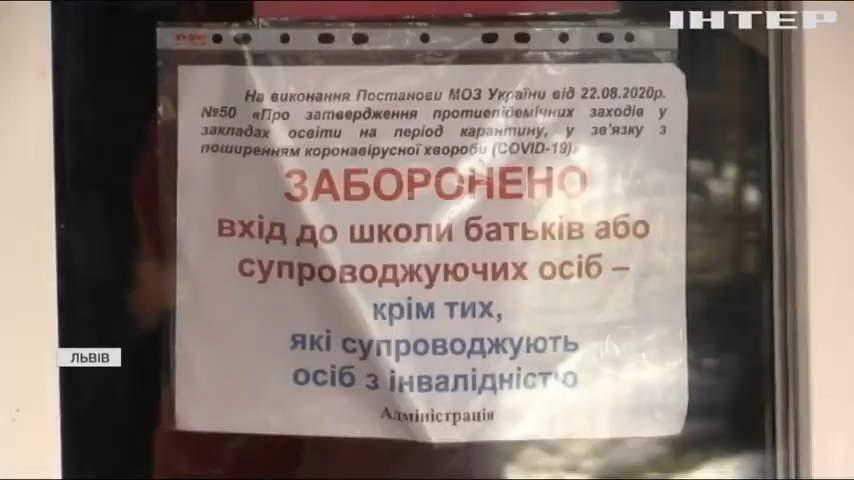 ІНТЕР
На виконання Постанови МОЗ України від 22.08.2020р.
№50 «Про затвердження протиепідемічних заходів у
закладах освіти на період карантину, у зв'язку з
поширенням коронавірусної хвороби (COVID-19)»
ЗАБОРОНЕНО
вхід до школи батьків або
супроводжуючих осіб –
крім тих,
які супроводжують
осіб з інвалідністю
Адміністрація
ЛЬВІВ